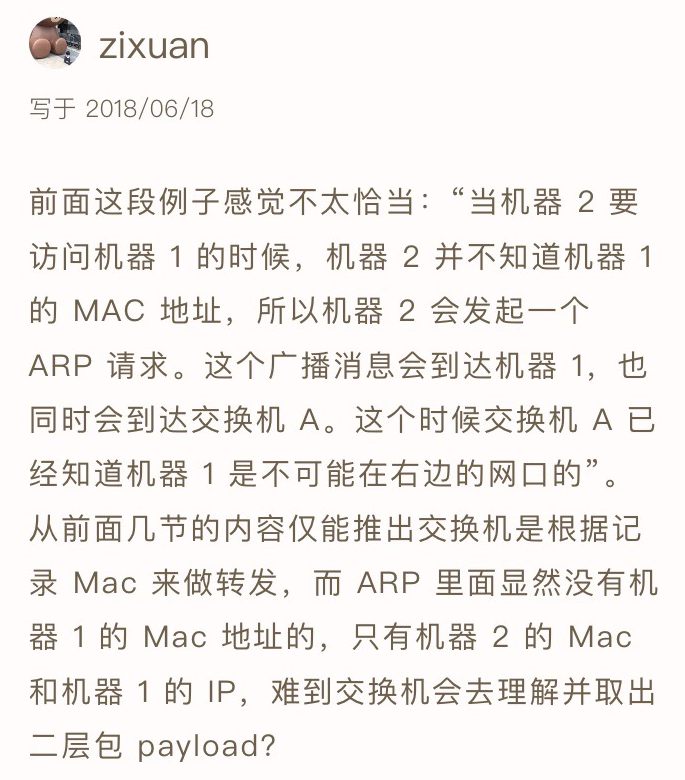 zixuan
写于 2018/06/18
前面这段例子感觉不太恰当：“当机器 2 要
访问机器 1 的时候，机器 2 并不知道机器 1
的 MAC 地址，所以机器 2 会发起一个
ARP 请求。这个广播消息会到达机器 1，也
同时会到达交换机 A。这个时候交换机 A 已
经知道机器 1 是不可能在右边的网口的”。
从前面几节的内容仅能推出交换机是根据记
录 Mac 来做转发，而 ARP 里面显然没有机
器 1 的 Mac 地址的，只有机器 2 的 Mac
和机器 1 的 IP，难到交换机会去理解并取出
二层包 payload?